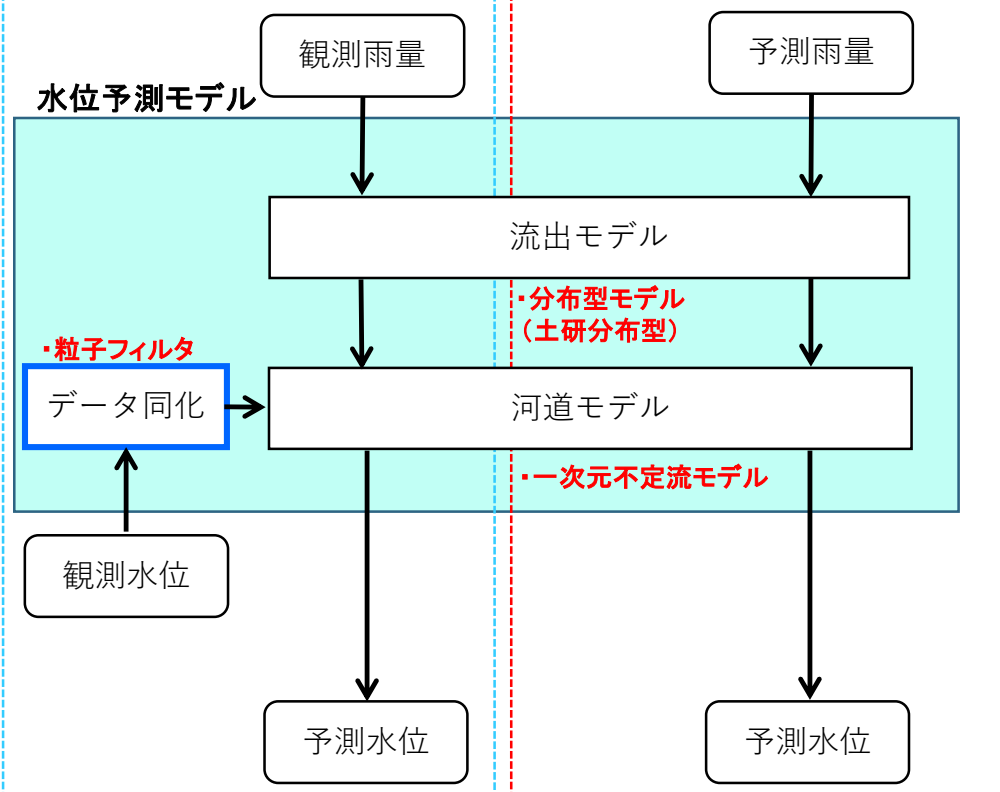 観測雨量
予測雨量
水位予測モデル
流出モデル
・分布型モデル
（土研分布型）
・粒子フィルタ
データ同化
河道モデル
・一次元不定流モデル
観測水位
予測水位
予測水位